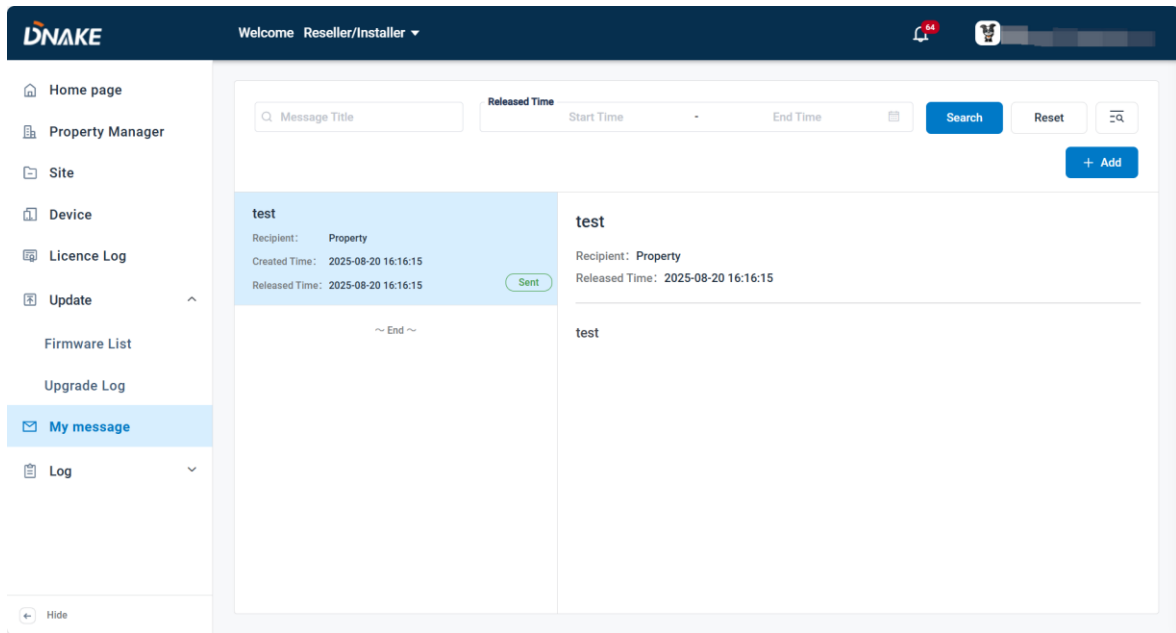 DNAKE
Welcome Reseller/Installer
64
Home page
Property Manager
Site
Device
Licence Log
Update
Firmware List
Upgrade Log
My message
Log
Hide
Message Title
Released Time
Start Time - End Time
Search
Reset
+ Add
test
Recipient： Property
Created Time： 2025-08-20 16:16:15
Released Time： 2025-08-20 16:16:15
Sent
～ End ～
test
Recipient： Property
Released Time： 2025-08-20 16:16:15
test